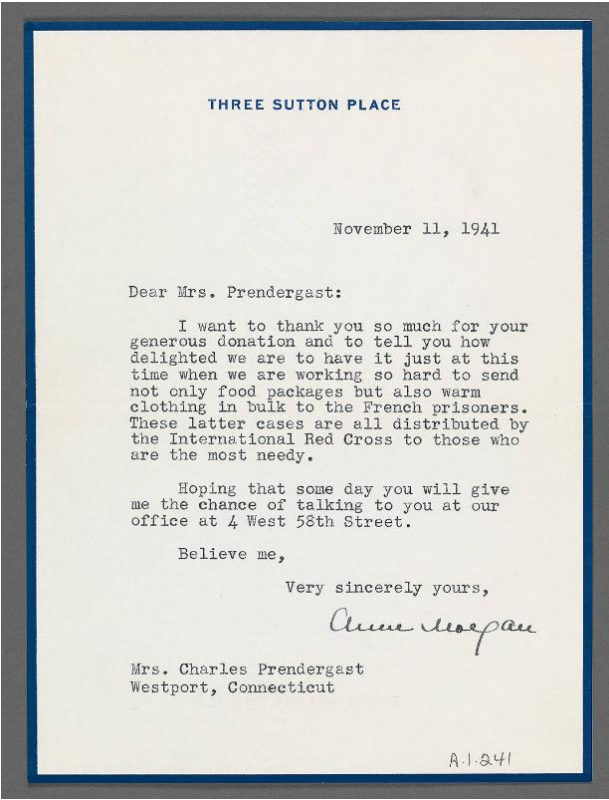 THREE SUTTON PLACE
November 11, 1941
Dear Mrs. Prendergast:
I want to thank you so much for your
generous donation and to tell you how
delighted we are to have it just at this
time when we are working so hard to send
not only food packages but also warm
clothing in bulk to the French prisoners.
These latter cases are all distributed by
the International Red Cross to those who
are the most needy.
Hoping that some day you will give
me the chance of talking to you at our
office at 4 West 58th Street.
Believe me,
Very sincerely yours,
Anne Morgan
Mrs. Charles Prendergast
Westport, Connecticut
A.1.241